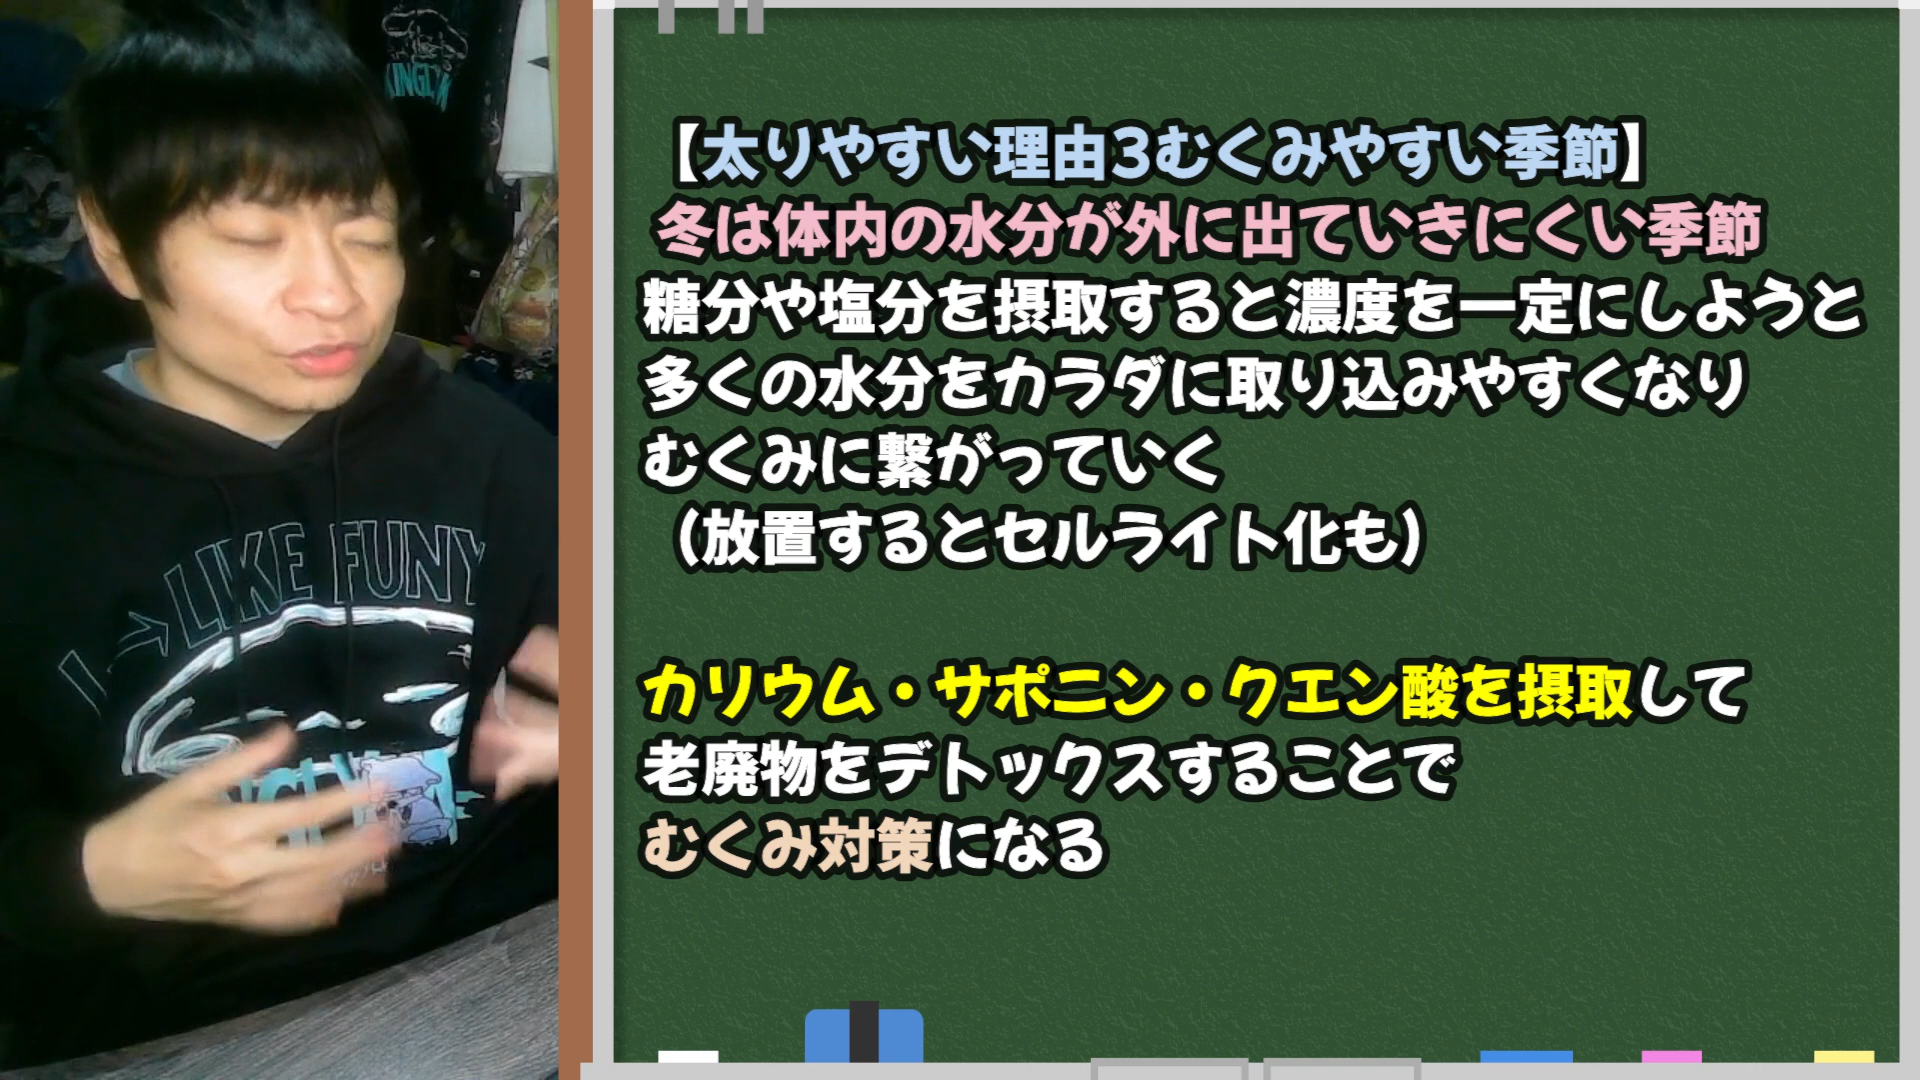 【太りやすい理由3むくみやすい季節】
冬は体内の水分が外に出ていきにくい季節
糖分や塩分を摂取すると濃度を一定にしようと
多くの水分をカラダに取り込みやすくなり
むくみに繋がっていく
（放置するとセルライト化も）
カリウム・サポニン・クエン酸を摂取して
老廃物をデトックスすることで
むくみ対策になる
LIKE FUNY